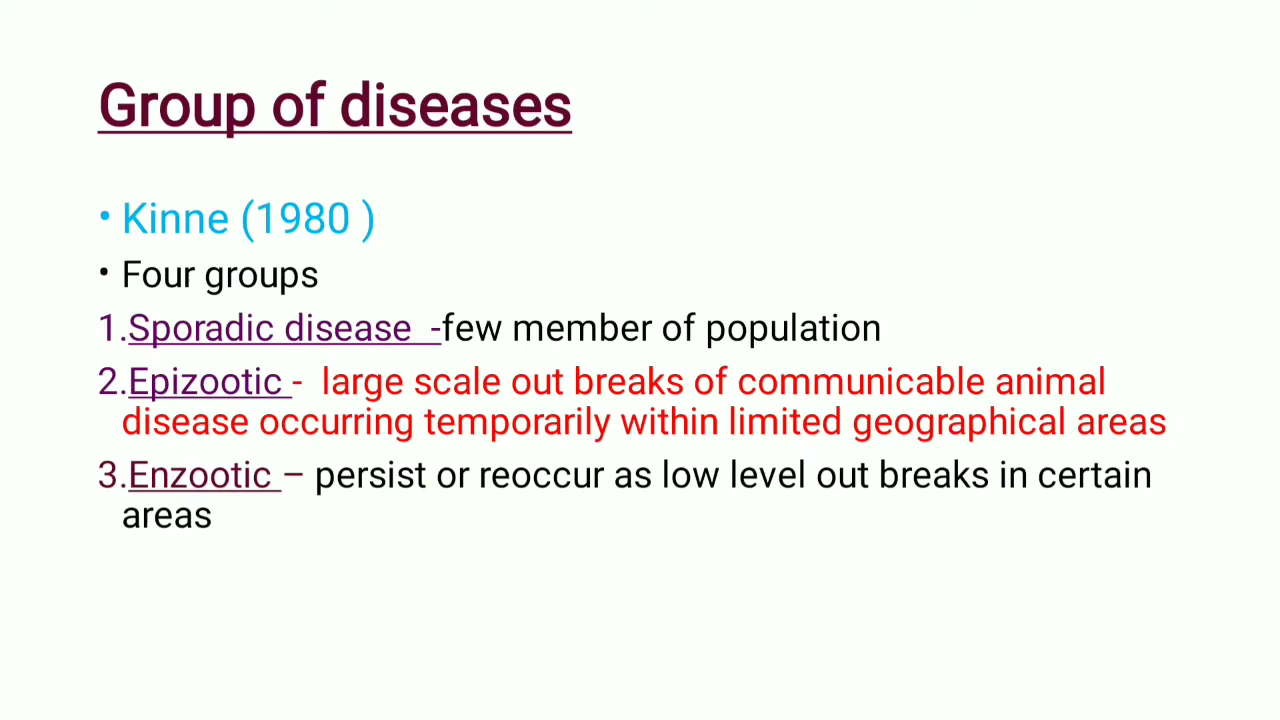 Group of diseases
• Kinne (1980 )
• Four groups
1.Sporadic disease  -few member of population
2.Epizootic -  large scale out breaks of communicable animal
disease occurring temporarily within limited geographical areas
3.Enzootic – persist or reoccur as low level out breaks in certain
areas